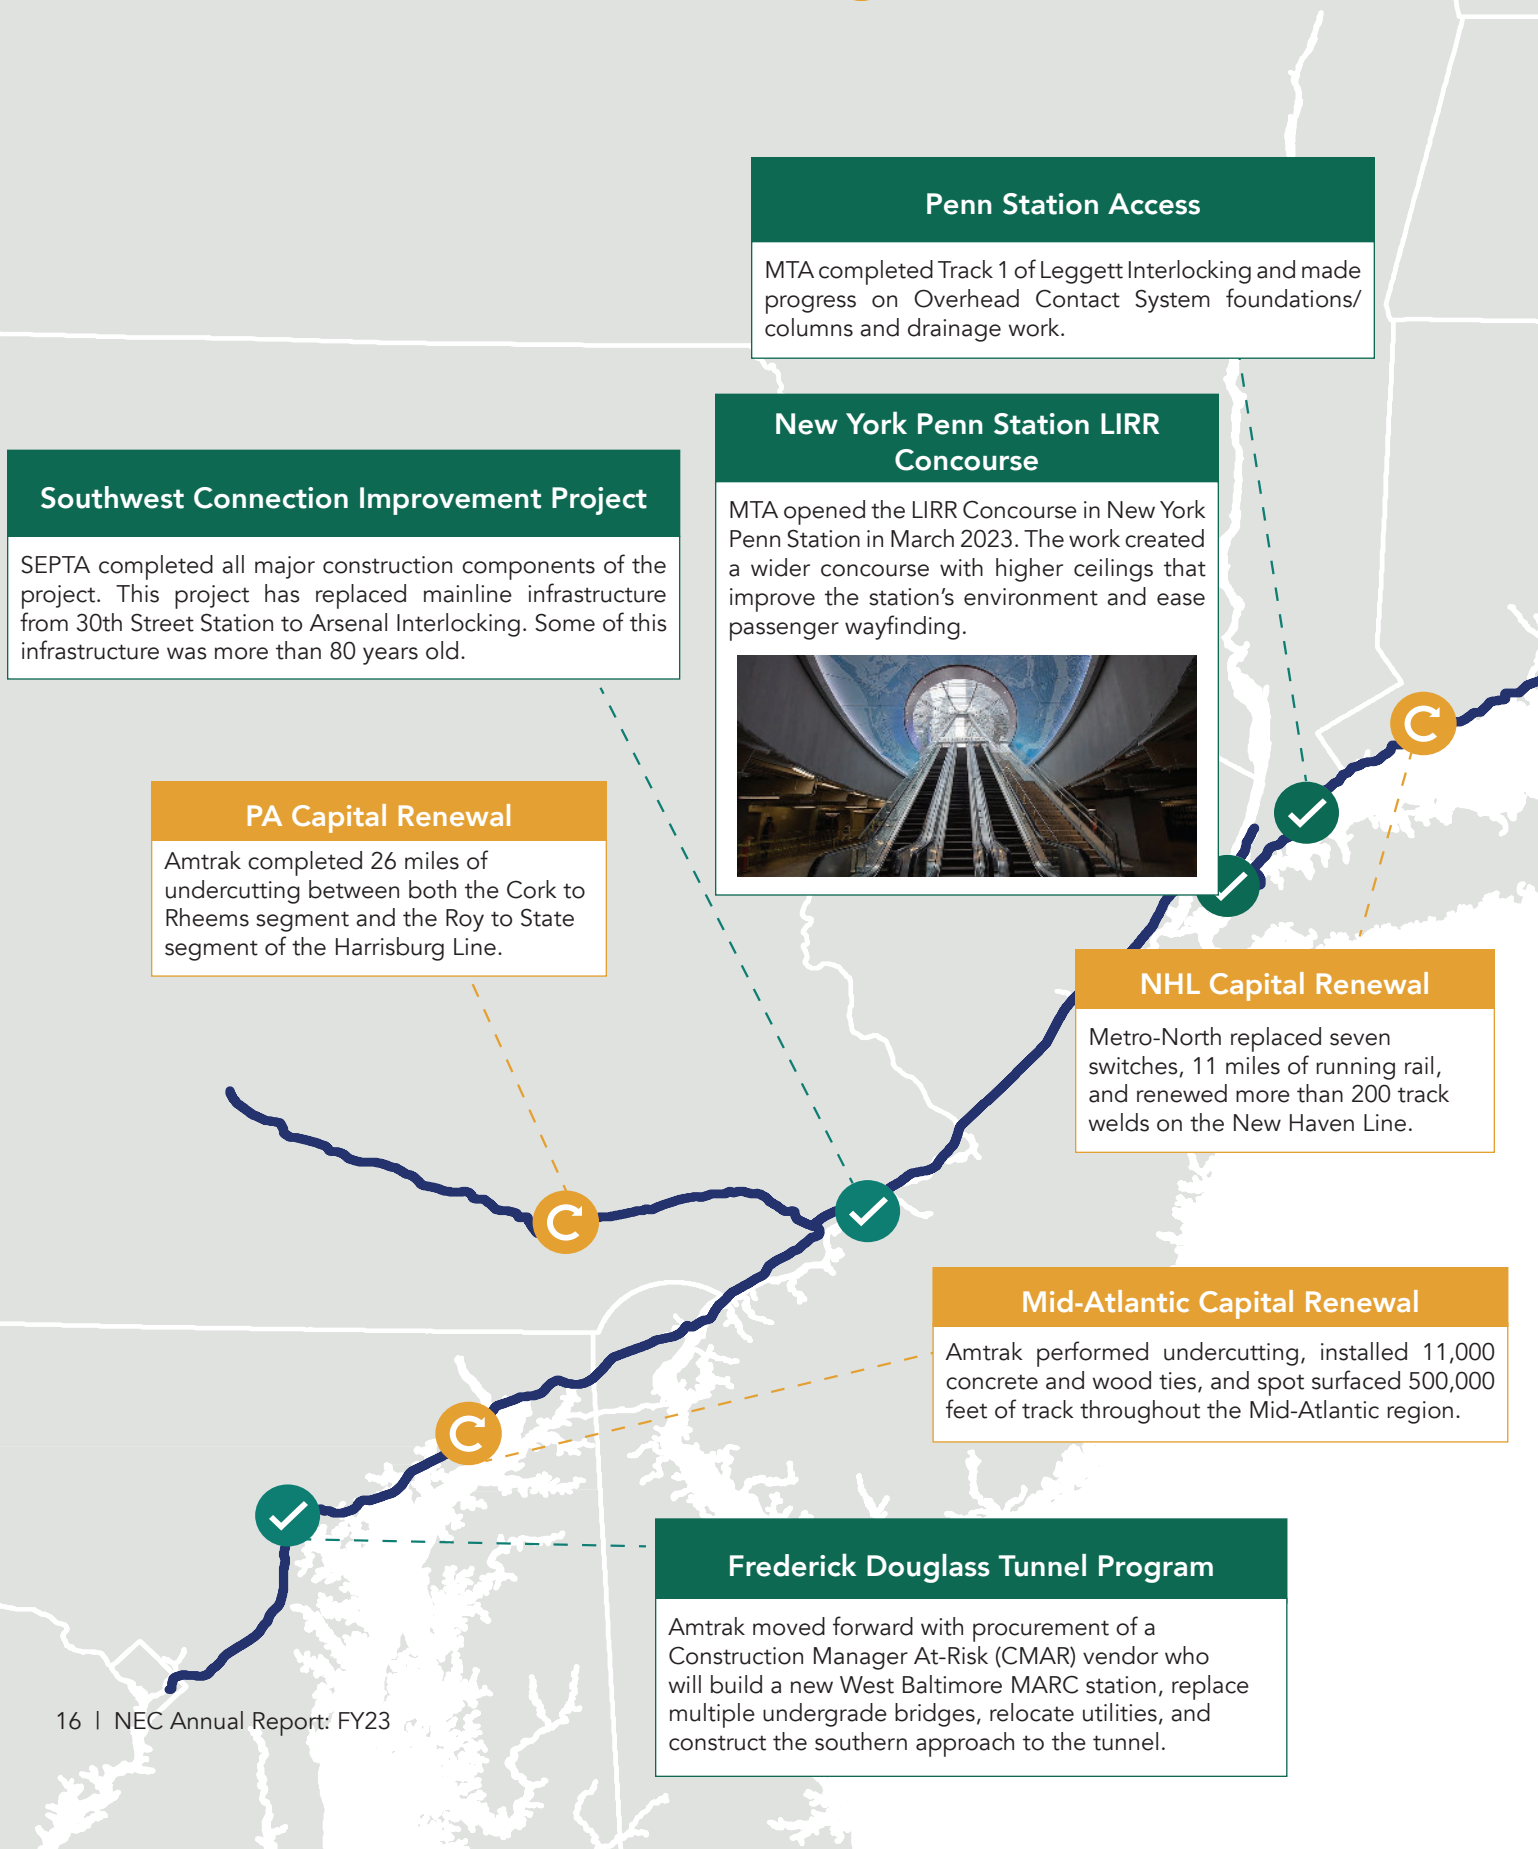 Penn Station Access
MTA completed Track 1 of Leggett Interlocking and made
progress on Overhead Contact System foundations/
columns and drainage work.
New York Penn Station LIRR
Concourse
MTA opened the LIRR Concourse in New York
Penn Station in March 2023. The work created
a wider concourse with higher ceilings that
improve the station's environment and ease
passenger wayfinding.
Southwest Connection Improvement Project
SEPTA completed all major construction components of the
project. This project has replaced mainline infrastructure
from 30th Street Station to Arsenal Interlocking. Some of this
infrastructure was more than 80 years old.
PA Capital Renewal
Amtrak completed 26 miles of
undercutting between both the Cork to
Rheems segment and the Roy to State
segment of the Harrisburg Line.
NHL Capital Renewal
Metro-North replaced seven
switches, 11 miles of running rail,
and renewed more than 200 track
welds on the New Haven Line.
Mid-Atlantic Capital Renewal
Amtrak performed undercutting, installed 11,000
concrete and wood ties, and spot surfaced 500,000
feet of track throughout the Mid-Atlantic region.
Frederick Douglass Tunnel Program
Amtrak moved forward with procurement of a
Construction Manager At-Risk (CMAR) vendor who
will build a new West Baltimore MARC station, replace
multiple undergrade bridges, relocate utilities, and
construct the southern approach to the tunnel.
16 | NEC Annual Report: FY23